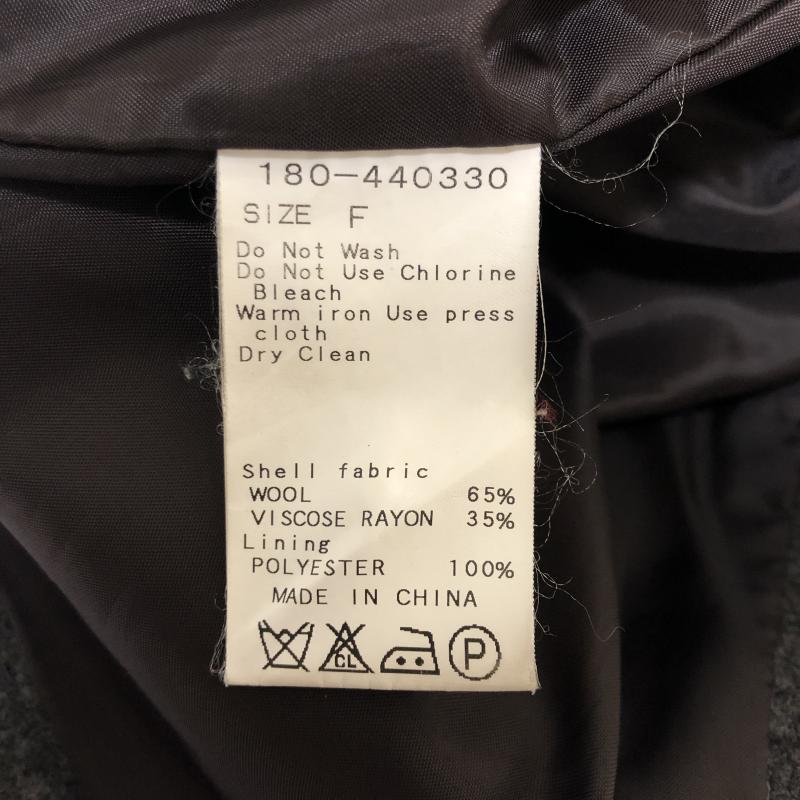 180-440330
SIZE F
Do Not Wash
Do Not Use Chlorine
Bleach
Warm iron Use press
cloth
Dry Clean
Shell fabric
WOOL 65%
VISCOSE RAYON 35%
Lining
POLYESTER 100%
MADE IN CHINA
CL P